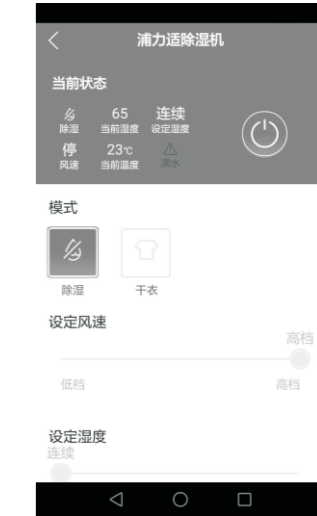 浦力适除湿机
当前状态
65 连续
除湿 当前湿度 设定湿度
停 23℃
风速 当前温度 满水
模式
除湿 干衣
设定风速
高档
低档 高档
设定湿度
连续